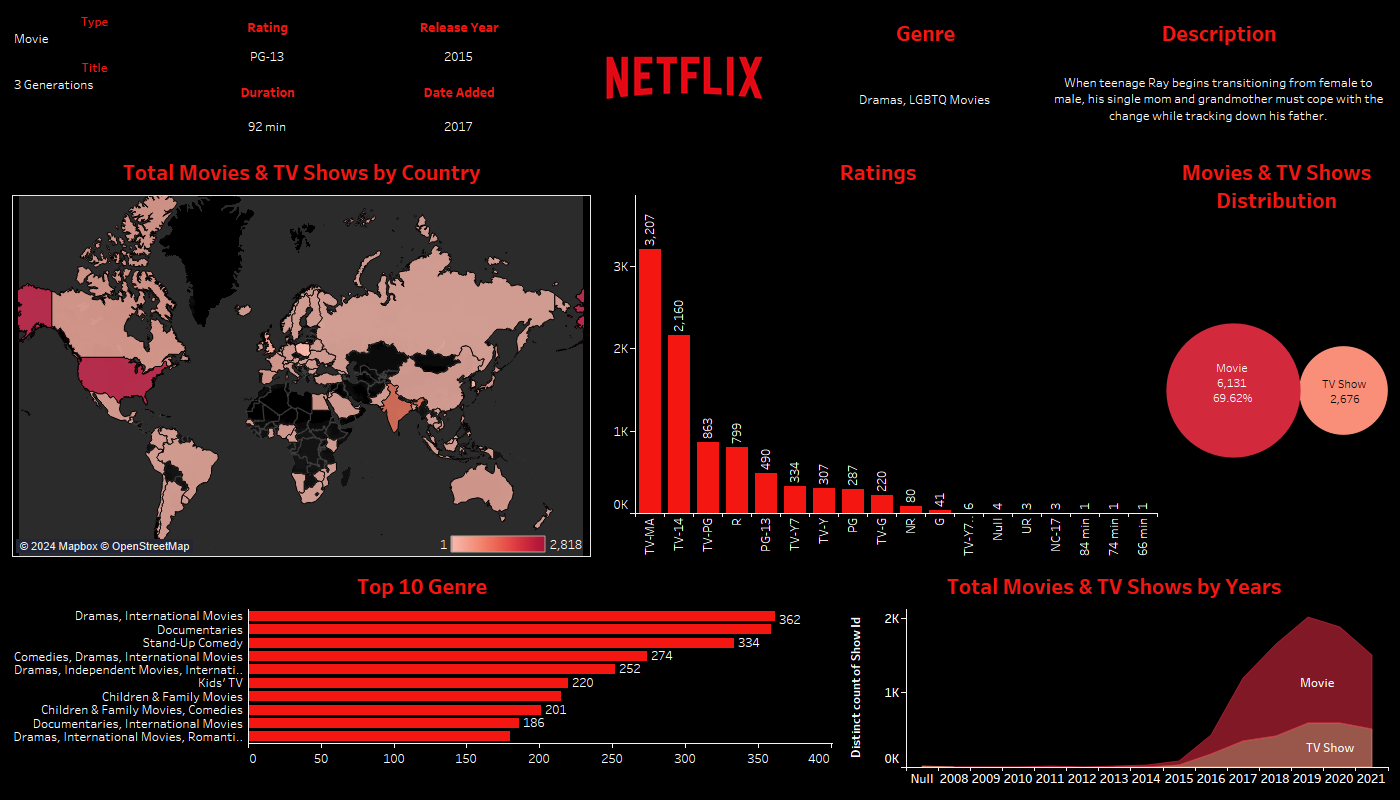 Type
Movie
Title
3 Generations
Rating
PG-13
Duration
92 min
Release Year
2015
Date Added
2017
NETFLIX
Genre
Dramas, LGBTQ Movies
Description
When teenage Ray begins transitioning from female to
male, his single mom and grandmother must cope with the
change while tracking down his father.
Total Movies & TV Shows by Country
© 2024 Mapbox © OpenStreetMap
1
2,818
Ratings
3K
2K
1K
0K
3,207
2,160
863
799
490
334
307
287
220
80
41
6
4
3
3
1
1
1
TV-MA
TV-14
TV-PG
R
PG-13
TV-Y7
TV-Y
PG
TV-G
NR
G
TV-Y7..
Null
UR
NC-17
84 min
74 min
66 min
Movies & TV Shows
Distribution
Movie
6,131
69.62%
TV Show
2,676
Top 10 Genre
Dramas, International Movies
362
Documentaries
Stand-Up Comedy
334
Comedies, Dramas, International Movies
274
Dramas, Independent Movies, Internati..
252
Kids' TV
220
Children & Family Movies
Children & Family Movies, Comedies
201
Documentaries, International Movies
186
Dramas, International Movies, Romanti..
0 50 100 150 200 250 300 350 400
Total Movies & TV Shows by Years
Distinct count of Show Id
2K
1K
0K
Movie
TV Show
Null 2008 2009 2010 2011 2012 2013 2014 2015 2016 2017 2018 2019 2020 2021